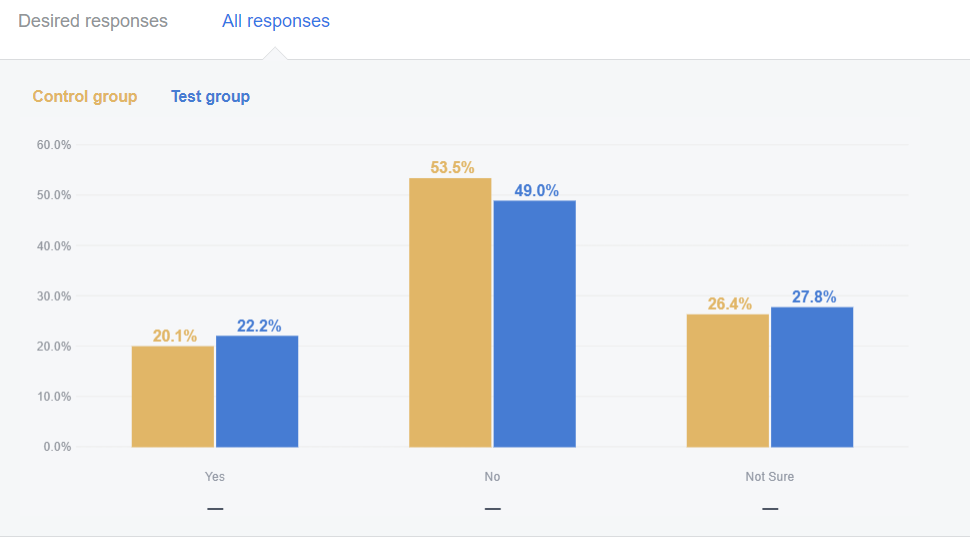 Desired responses All responses
Control group Test group
60.0%
53.5%
50.0%
49.0%
40.0%
30.0%
26.4% 27.8%
20.1% 22.2%
20.0%
10.0%
0.0%
Yes No Not Sure
— — —